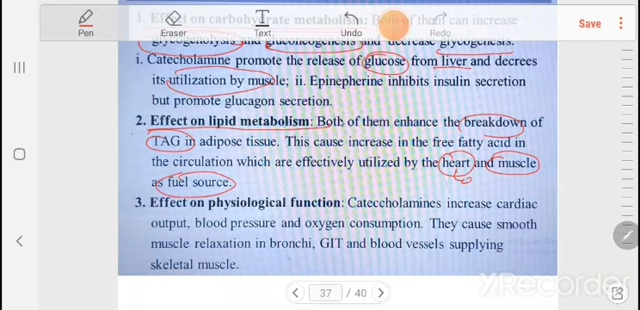 1. Effect on carbohydrate metabolism: Both of them can increase
Pen
Eraser
Text
Undo
Redo
Save
glycogenolysis and gluconeogenesis and decrease glycogenesis.
i. Catecholamine promote the release of glucose from liver and decrees
its utilization by muscle; ii. Epinepherine inhibits insulin secretion
but promote glucagon secretion.
2. Effect on lipid metabolism: Both of them enhance the breakdown of
TAG in adipose tissue. This cause increase in the free fatty acid in
the circulation which are effectively utilized by the heart and muscle
as fuel source.
3. Effect on physiological function: Cateccholamines increase cardiac
output, blood pressure and oxygen consumption. They cause smooth
muscle relaxation in bronchi, GIT and blood vessels supplying
skeletal muscle.
37 / 40
XRecorder